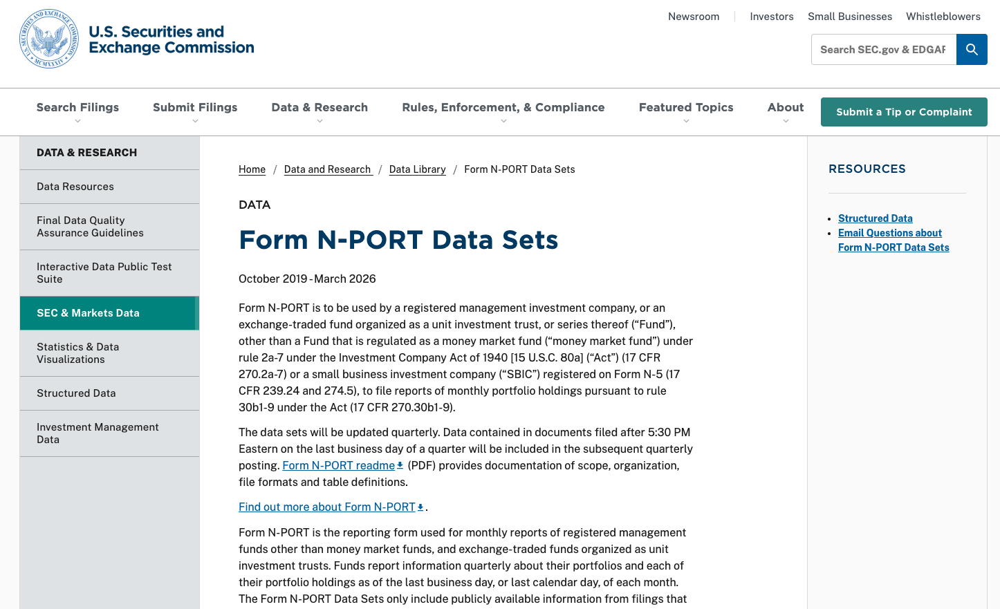 Newsroom | Investors Small Businesses Whistleblowers
U.S. Securities and
Exchange Commission
Search SEC.gov & EDGAR
Search Filings Submit Filings Data & Research Rules, Enforcement, & Compliance Featured Topics About Submit a Tip or Complaint
DATA & RESEARCH
Data Resources
Final Data Quality
Assurance Guidelines
Interactive Data Public Test
Suite
SEC & Markets Data
Statistics & Data
Visualizations
Structured Data
Investment Management
Data
Home / Data and Research / Data Library / Form N-PORT Data Sets
DATA
Form N-PORT Data Sets
October 2019 - March 2026
Form N-PORT is to be used by a registered management investment company, or an
exchange-traded fund organized as a unit investment trust, or series thereof (“Fund”),
other than a Fund that is regulated as a money market fund (“money market fund”) under
rule 2a-7 under the Investment Company Act of 1940 [15 U.S.C. 80a] (“Act”) (17 CFR
270.2a-7) or a small business investment company (“SBIC”) registered on Form N-5 (17
CFR 239.24 and 274.5), to file reports of monthly portfolio holdings pursuant to rule
30b1-9 under the Act (17 CFR 270.30b1-9).
The data sets will be updated quarterly. Data contained in documents filed after 5:30 PM
Eastern on the last business day of a quarter will be included in the subsequent quarterly
posting. Form N-PORT readme (PDF) provides documentation of scope, organization,
file formats and table definitions.
Find out more about Form N-PORT .
Form N-PORT is the reporting form used for monthly reports of registered management
funds other than money market funds, and exchange-traded funds organized as unit
investment trusts. Funds report information quarterly about their portfolios and each of
their portfolio holdings as of the last business day, or last calendar day, of each month.
The Form N-PORT Data Sets only include publicly available information from filings that
RESOURCES
Structured Data
Email Questions about
Form N-PORT Data Sets